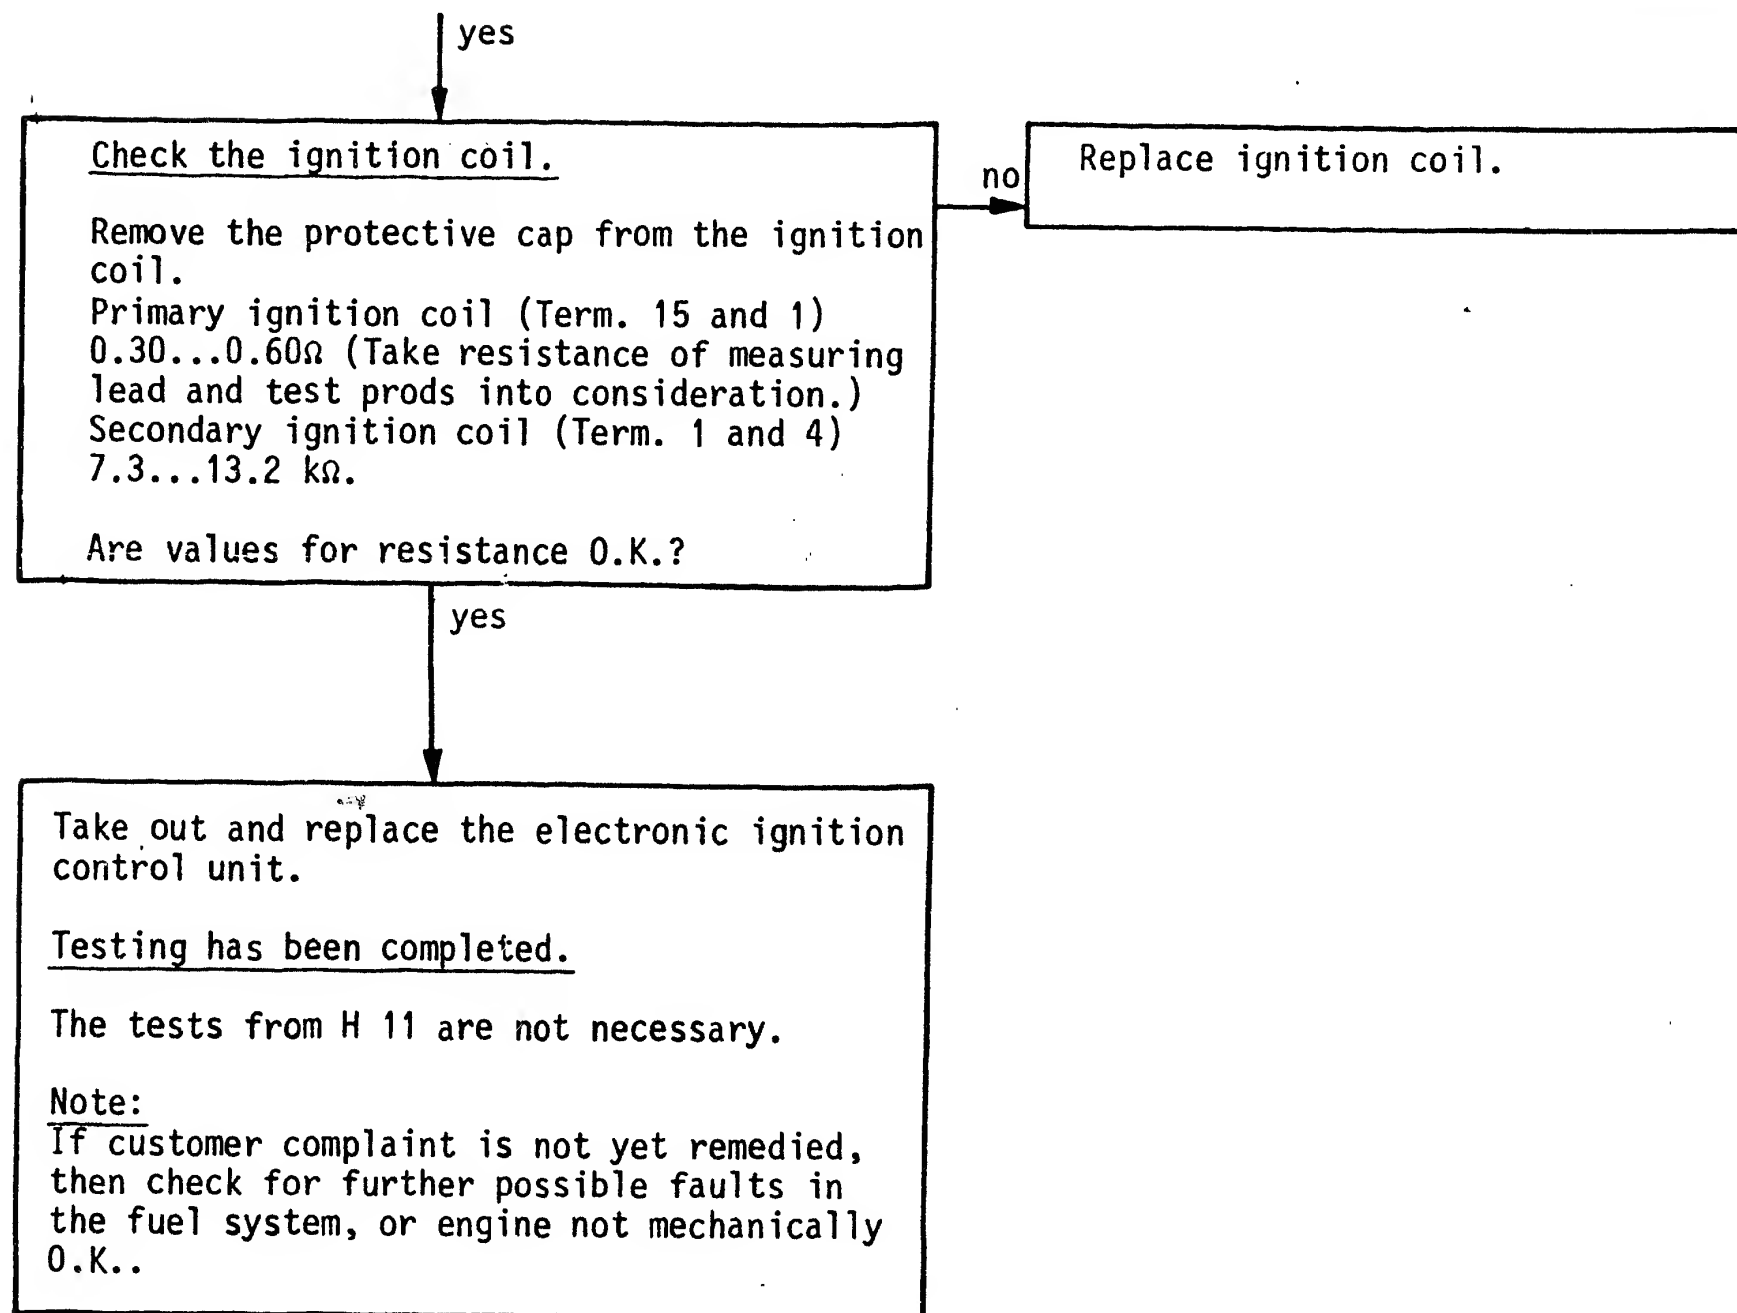 yes
Check the ignition coil.
Remove the protective cap from the ignition
coil.
Primary ignition coil (Term. 15 and 1)
0.30...0.60Ω (Take resistance of measuring
lead and test prods into consideration.)
Secondary ignition coil (Term. 1 and 4)
7.3...13.2 kΩ.
Are values for resistance O.K.?
no
Replace ignition coil.
yes
Take out and replace the electronic ignition
control unit.
Testing has been completed.
The tests from H 11 are not necessary.
Note:
If customer complaint is not yet remedied,
then check for further possible faults in
the fuel system, or engine not mechanically
O.K..